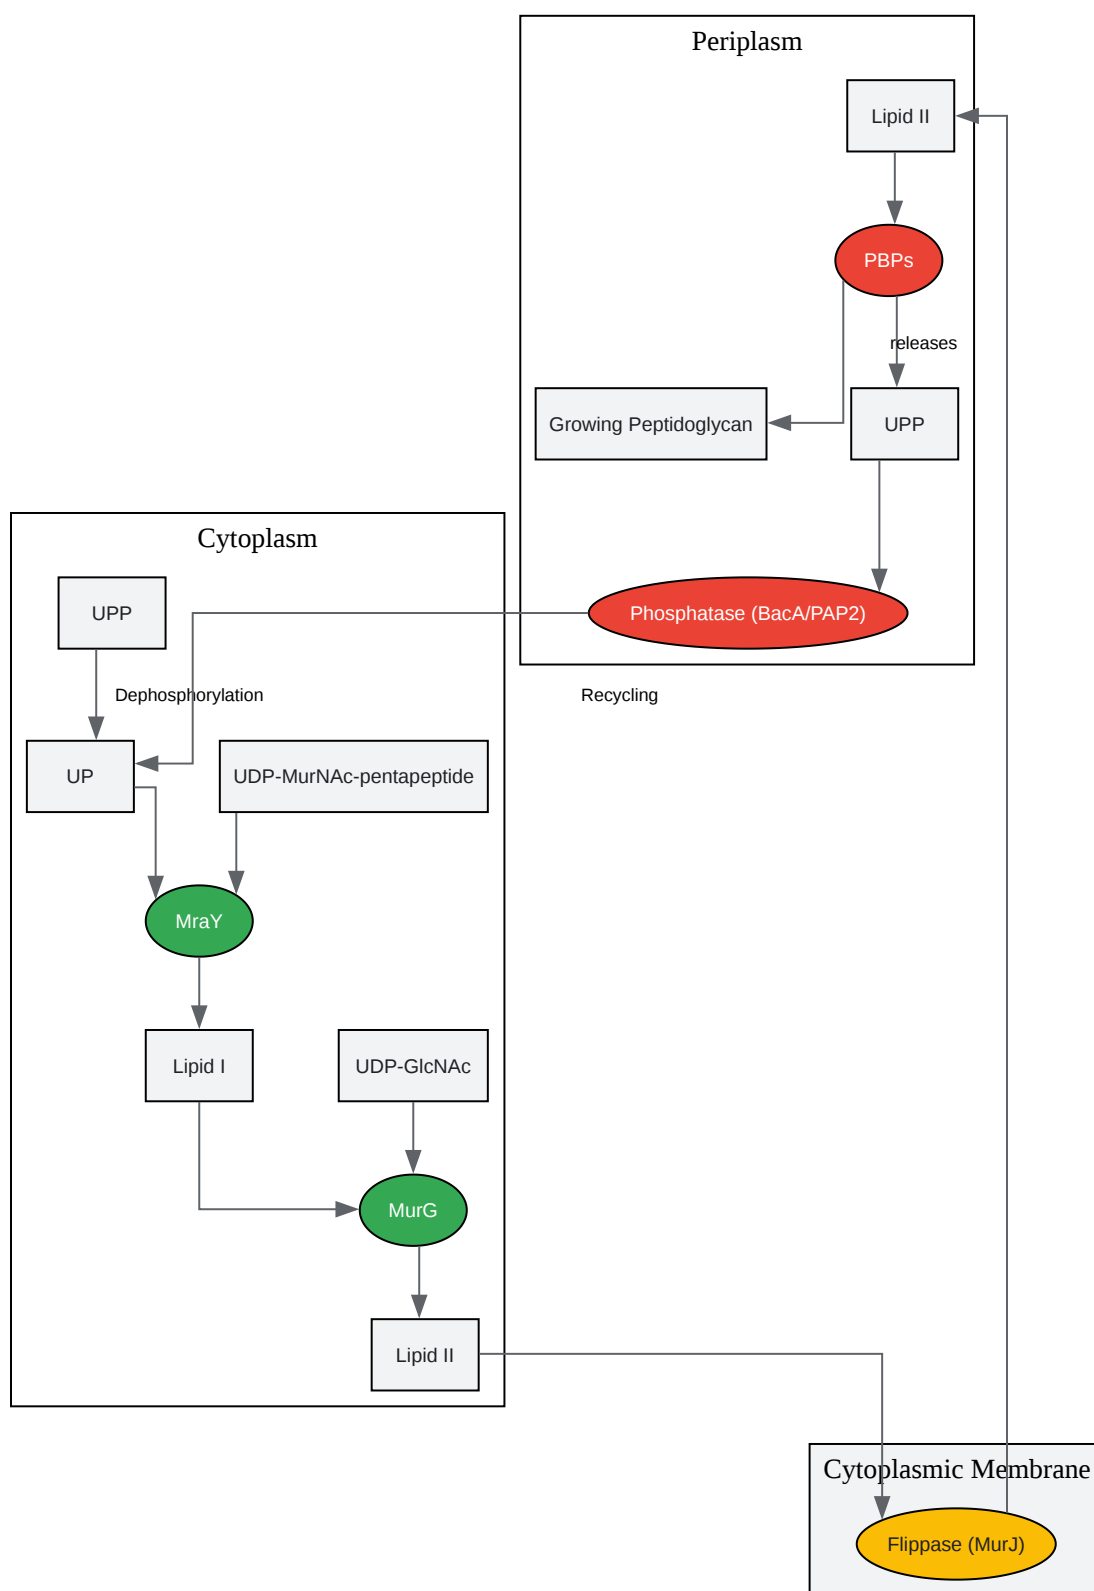 Periplasm
Lipid II
PBPs
releases
Growing Peptidoglycan
UPP
Cytoplasm
UPP
Phosphatase (BacA/PAP2)
Dephosphorylation
Recycling
UP
UDP-MurNAc-pentapeptide
MraY
Lipid I
UDP-GlcNAc
MurG
Lipid II
Cytoplasmic Membrane
Flippase (MurJ)